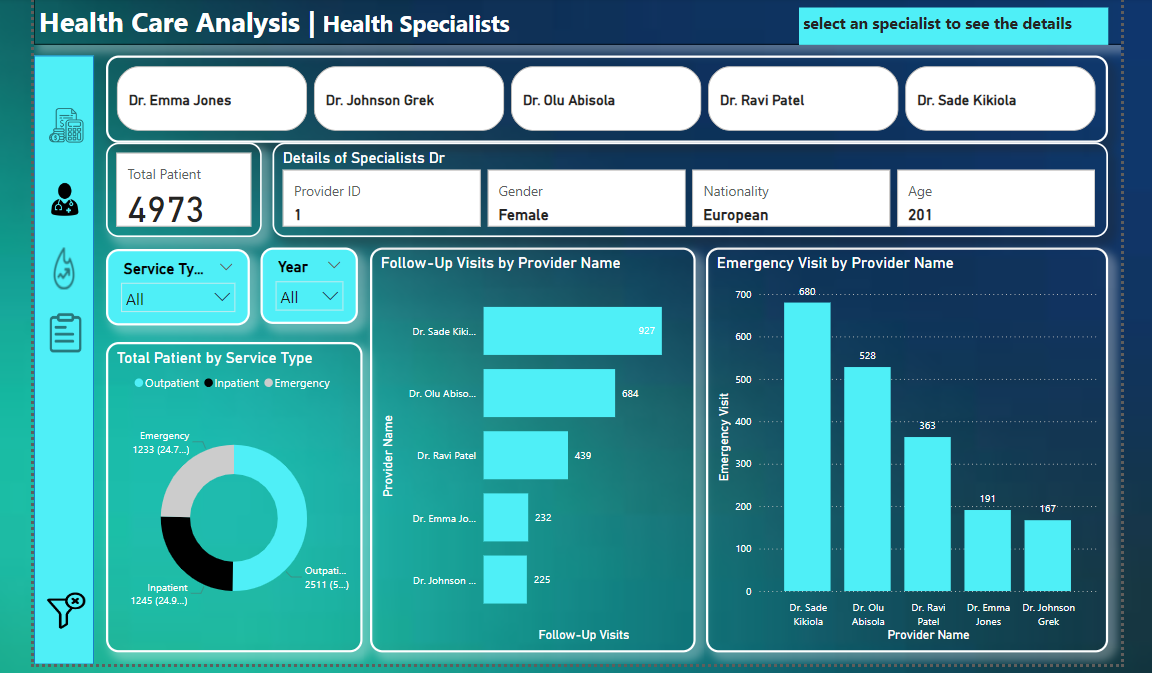 Health Care Analysis | Health Specialists
select an specialist to see the details
Dr. Emma Jones
Dr. Johnson Grek
Dr. Olu Abisola
Dr. Ravi Patel
Dr. Sade Kikiola
Total Patient
4973
Details of Specialists Dr
Provider ID
1
Gender
Female
Nationality
European
Age
201
Service Ty...
All
Year
All
Total Patient by Service Type
Outpatient
Inpatient
Emergency
Emergency
1233 (24.7...)
Inpatient
1245 (24.9...)
Outpati...
2511 (5...)
Follow-Up Visits by Provider Name
Provider Name
Dr. Sade Kiki...
927
Dr. Olu Abiso...
684
Dr. Ravi Patel
439
Dr. Emma Jo...
232
Dr. Johnson ...
225
Follow-Up Visits
Emergency Visit by Provider Name
Emergency Visit
700
600
500
400
300
200
100
0
680
528
363
191
167
Dr. Sade
Kikiola
Dr. Olu
Abisola
Dr. Ravi
Patel
Dr. Emma
Jones
Dr. Johnson
Grek
Provider Name